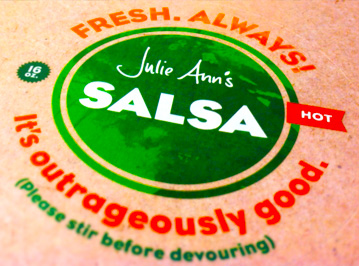 FRESH. ALWAYS!
16
OZ.
Julie Ann's
SALSA
HOT
It's outrageously good.
(Please stir before devouring)